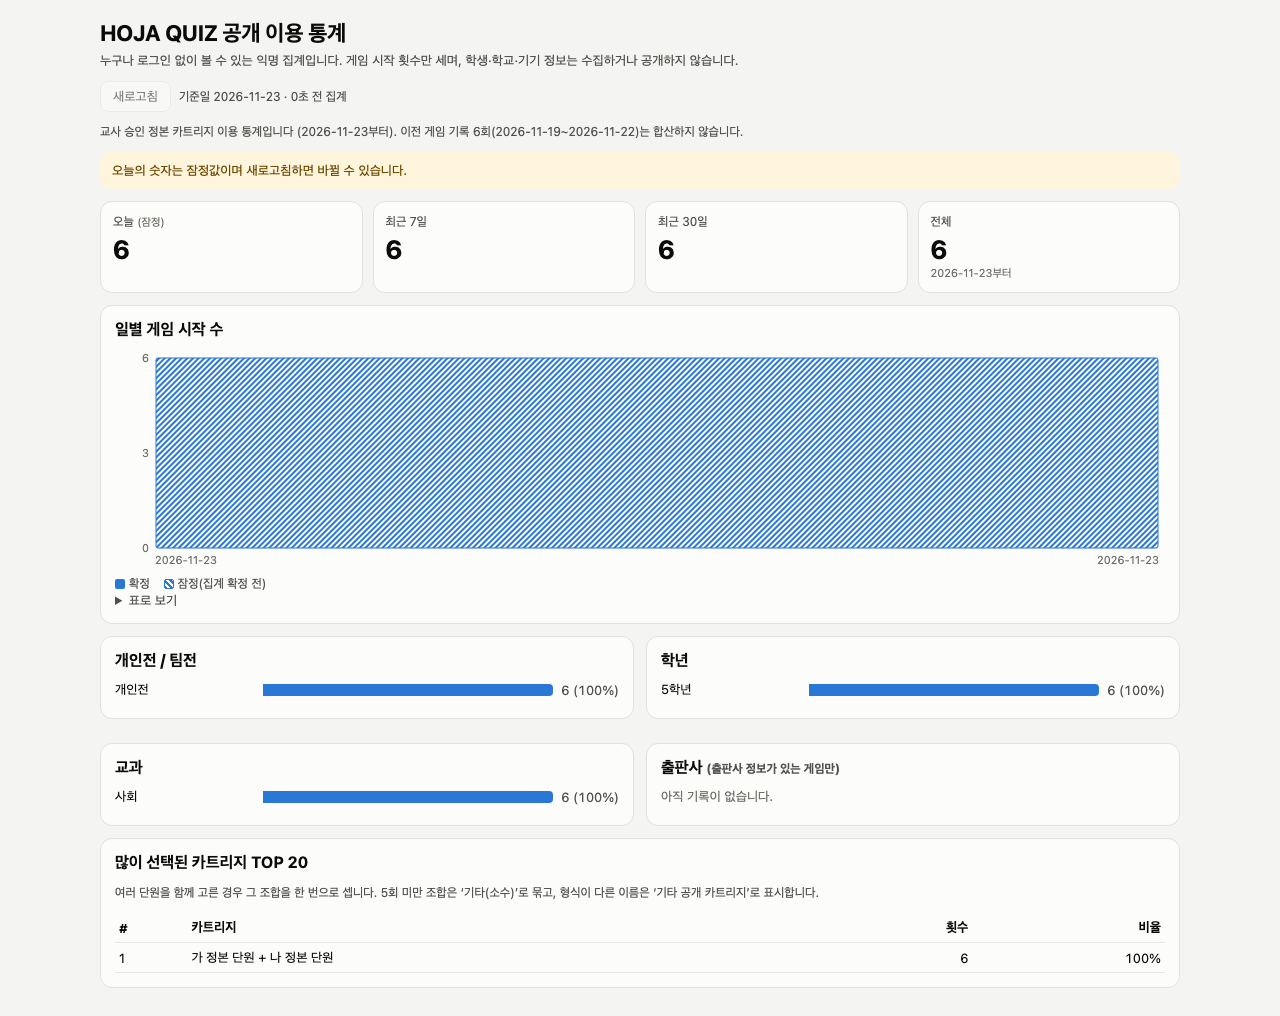 HOJA QUIZ 공개 이용 통계
누구나 로그인 없이 볼 수 있는 익명 집계입니다. 게임 시작 횟수만 세며, 학생·학교·기기 정보는 수집하거나 공개하지 않습니다.
새로고침 기준일 2026-11-23 · 0초 전 집계
교사 승인 정본 카트리지 이용 통계입니다 (2026-11-23부터). 이전 게임 기록 6회(2026-11-19~2026-11-22)는 합산하지 않습니다.
오늘의 숫자는 잠정값이며 새로고침하면 바뀔 수 있습니다.
오늘 (잠정)
6
최근 7일
6
최근 30일
6
전체
6
2026-11-23부터
일별 게임 시작 수
6
3
0
2026-11-23 2026-11-23
확정 잠정(집계 확정 전)
▶ 표로 보기
개인전 / 팀전
개인전 6 (100%)
학년
5학년 6 (100%)
교과
사회 6 (100%)
출판사 (출판사 정보가 있는 게임만)
아직 기록이 없습니다.
많이 선택된 카트리지 TOP 20
여러 단원을 함께 고른 경우 그 조합을 한 번으로 셉니다. 5회 미만 조합은 ‘기타(소수)’로 묶고, 형식이 다른 이름은 ‘기타 공개 카트리지’로 표시합니다.
# 카트리지 횟수 비율
1 가 정본 단원 + 나 정본 단원 6 100%